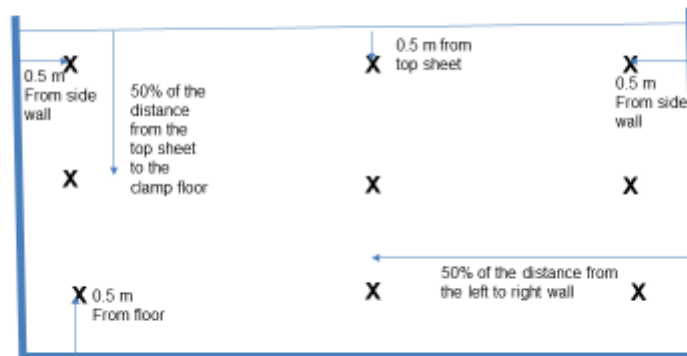 X
0.5 m
From side
wall
50% of the
distance
from the
top sheet
to the
clamp floor
X
0.5 m from
top sheet
X
0.5 m
From side
wall
X
X
X
X
0.5 m
From floor
X
50% of the distance from
the left to right wall
X